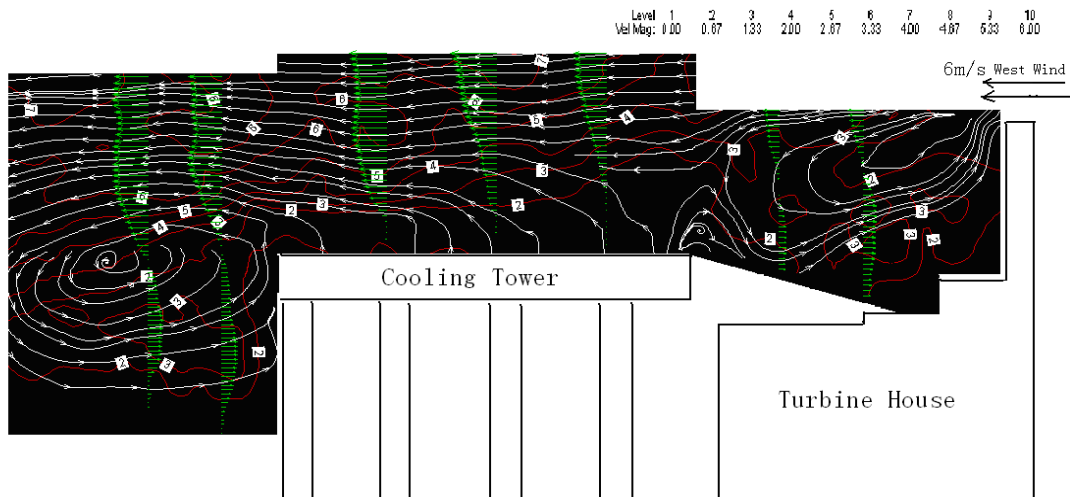 Level 1 2 3 4 5 6 7 8 9 10
Vel Mag: 0.00 0.67 1.33 2.00 2.67 3.33 4.00 4.67 5.33 6.00
6m/s West Wind
Cooling Tower
Turbine House